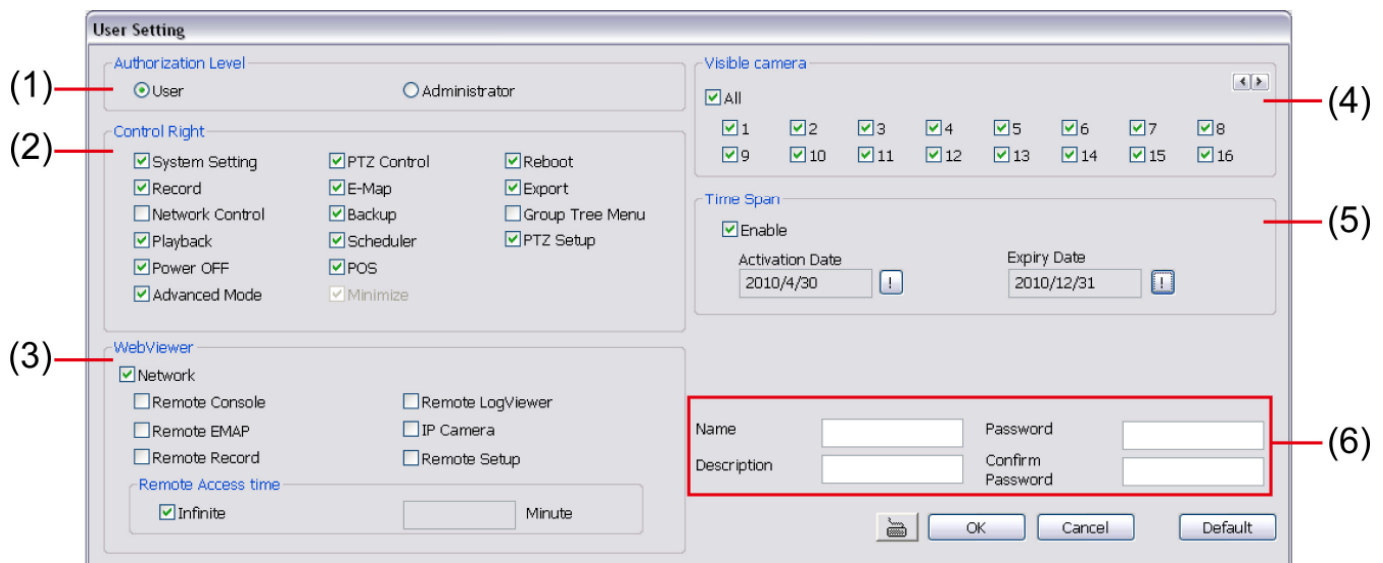 User Setting
(1)
Authorization Level
User Administrator
(2)
Control Right
System Setting PTZ Control Reboot
Record E-Map Export
Network Control Backup Group Tree Menu
Playback Scheduler PTZ Setup
Power OFF POS
Advanced Mode Minimize
(3)
WebViewer
Network
Remote Console Remote LogViewer
Remote EMAP IP Camera
Remote Record Remote Setup
Remote Access time
Infinite Minute
Visible camera
(4)
All
1 2 3 4 5 6 7 8
9 10 11 12 13 14 15 16
Time Span
(5)
Enable
Activation Date Expiry Date
2010/4/30 ! 2010/12/31 !
(6)
Name Password
Description Confirm
Password
OK Cancel Default